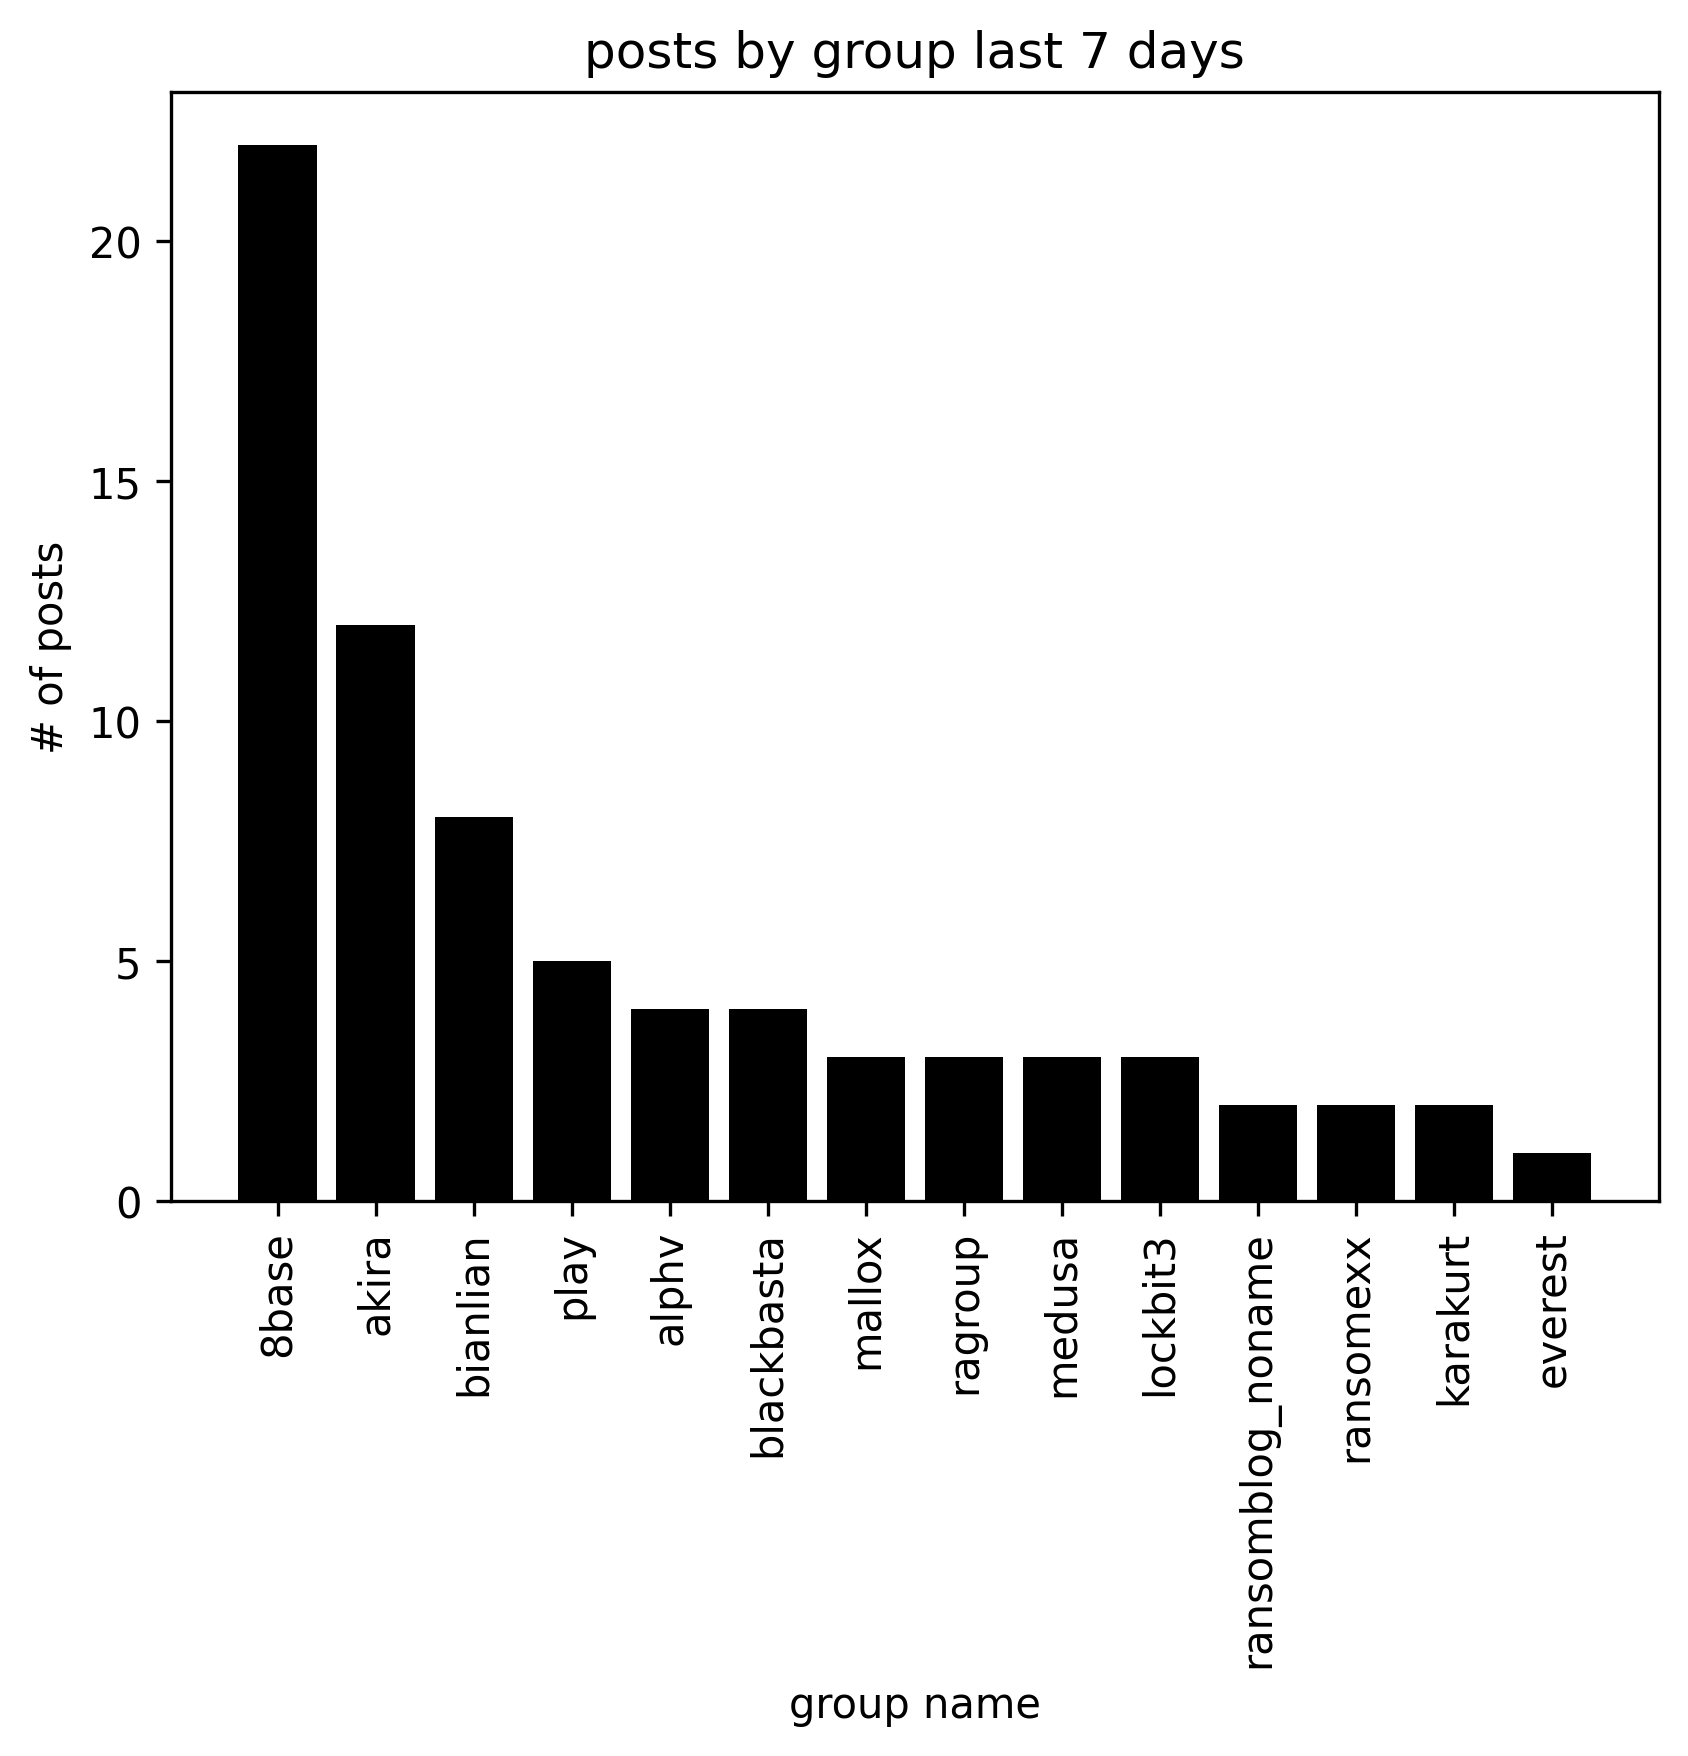 posts by group last 7 days
# of posts
20
15
10
5
0
8base
akira
bianlian
play
alphv
blackbasta
mallox
ragroup
medusa
lockbit3
ransomblog_noname
ransomexx
karakurt
everest
group name